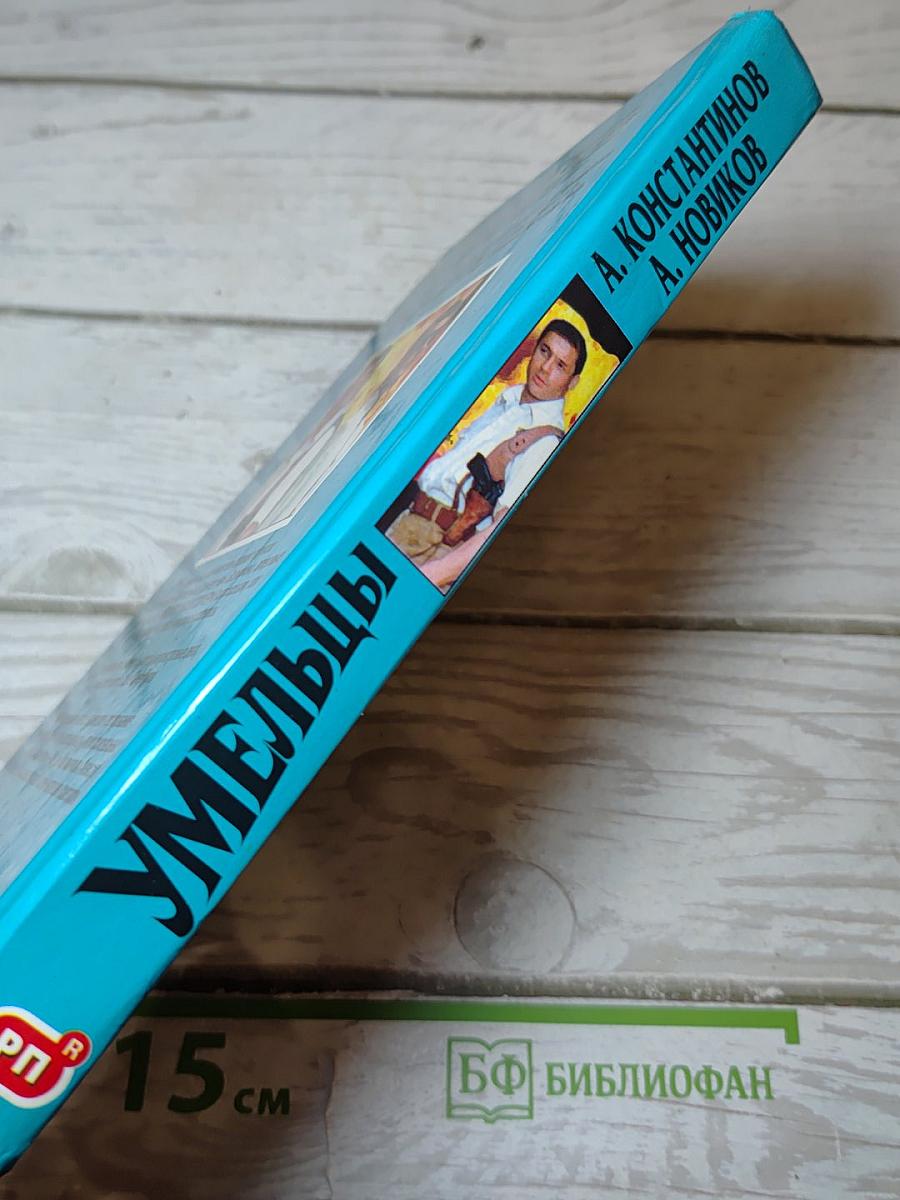 А. КОНСТАНТИНОВ
А. НОВИКОВ
УМЕЛЬЦЫ
РП R
15 см
БФ БИБЛИОФАН